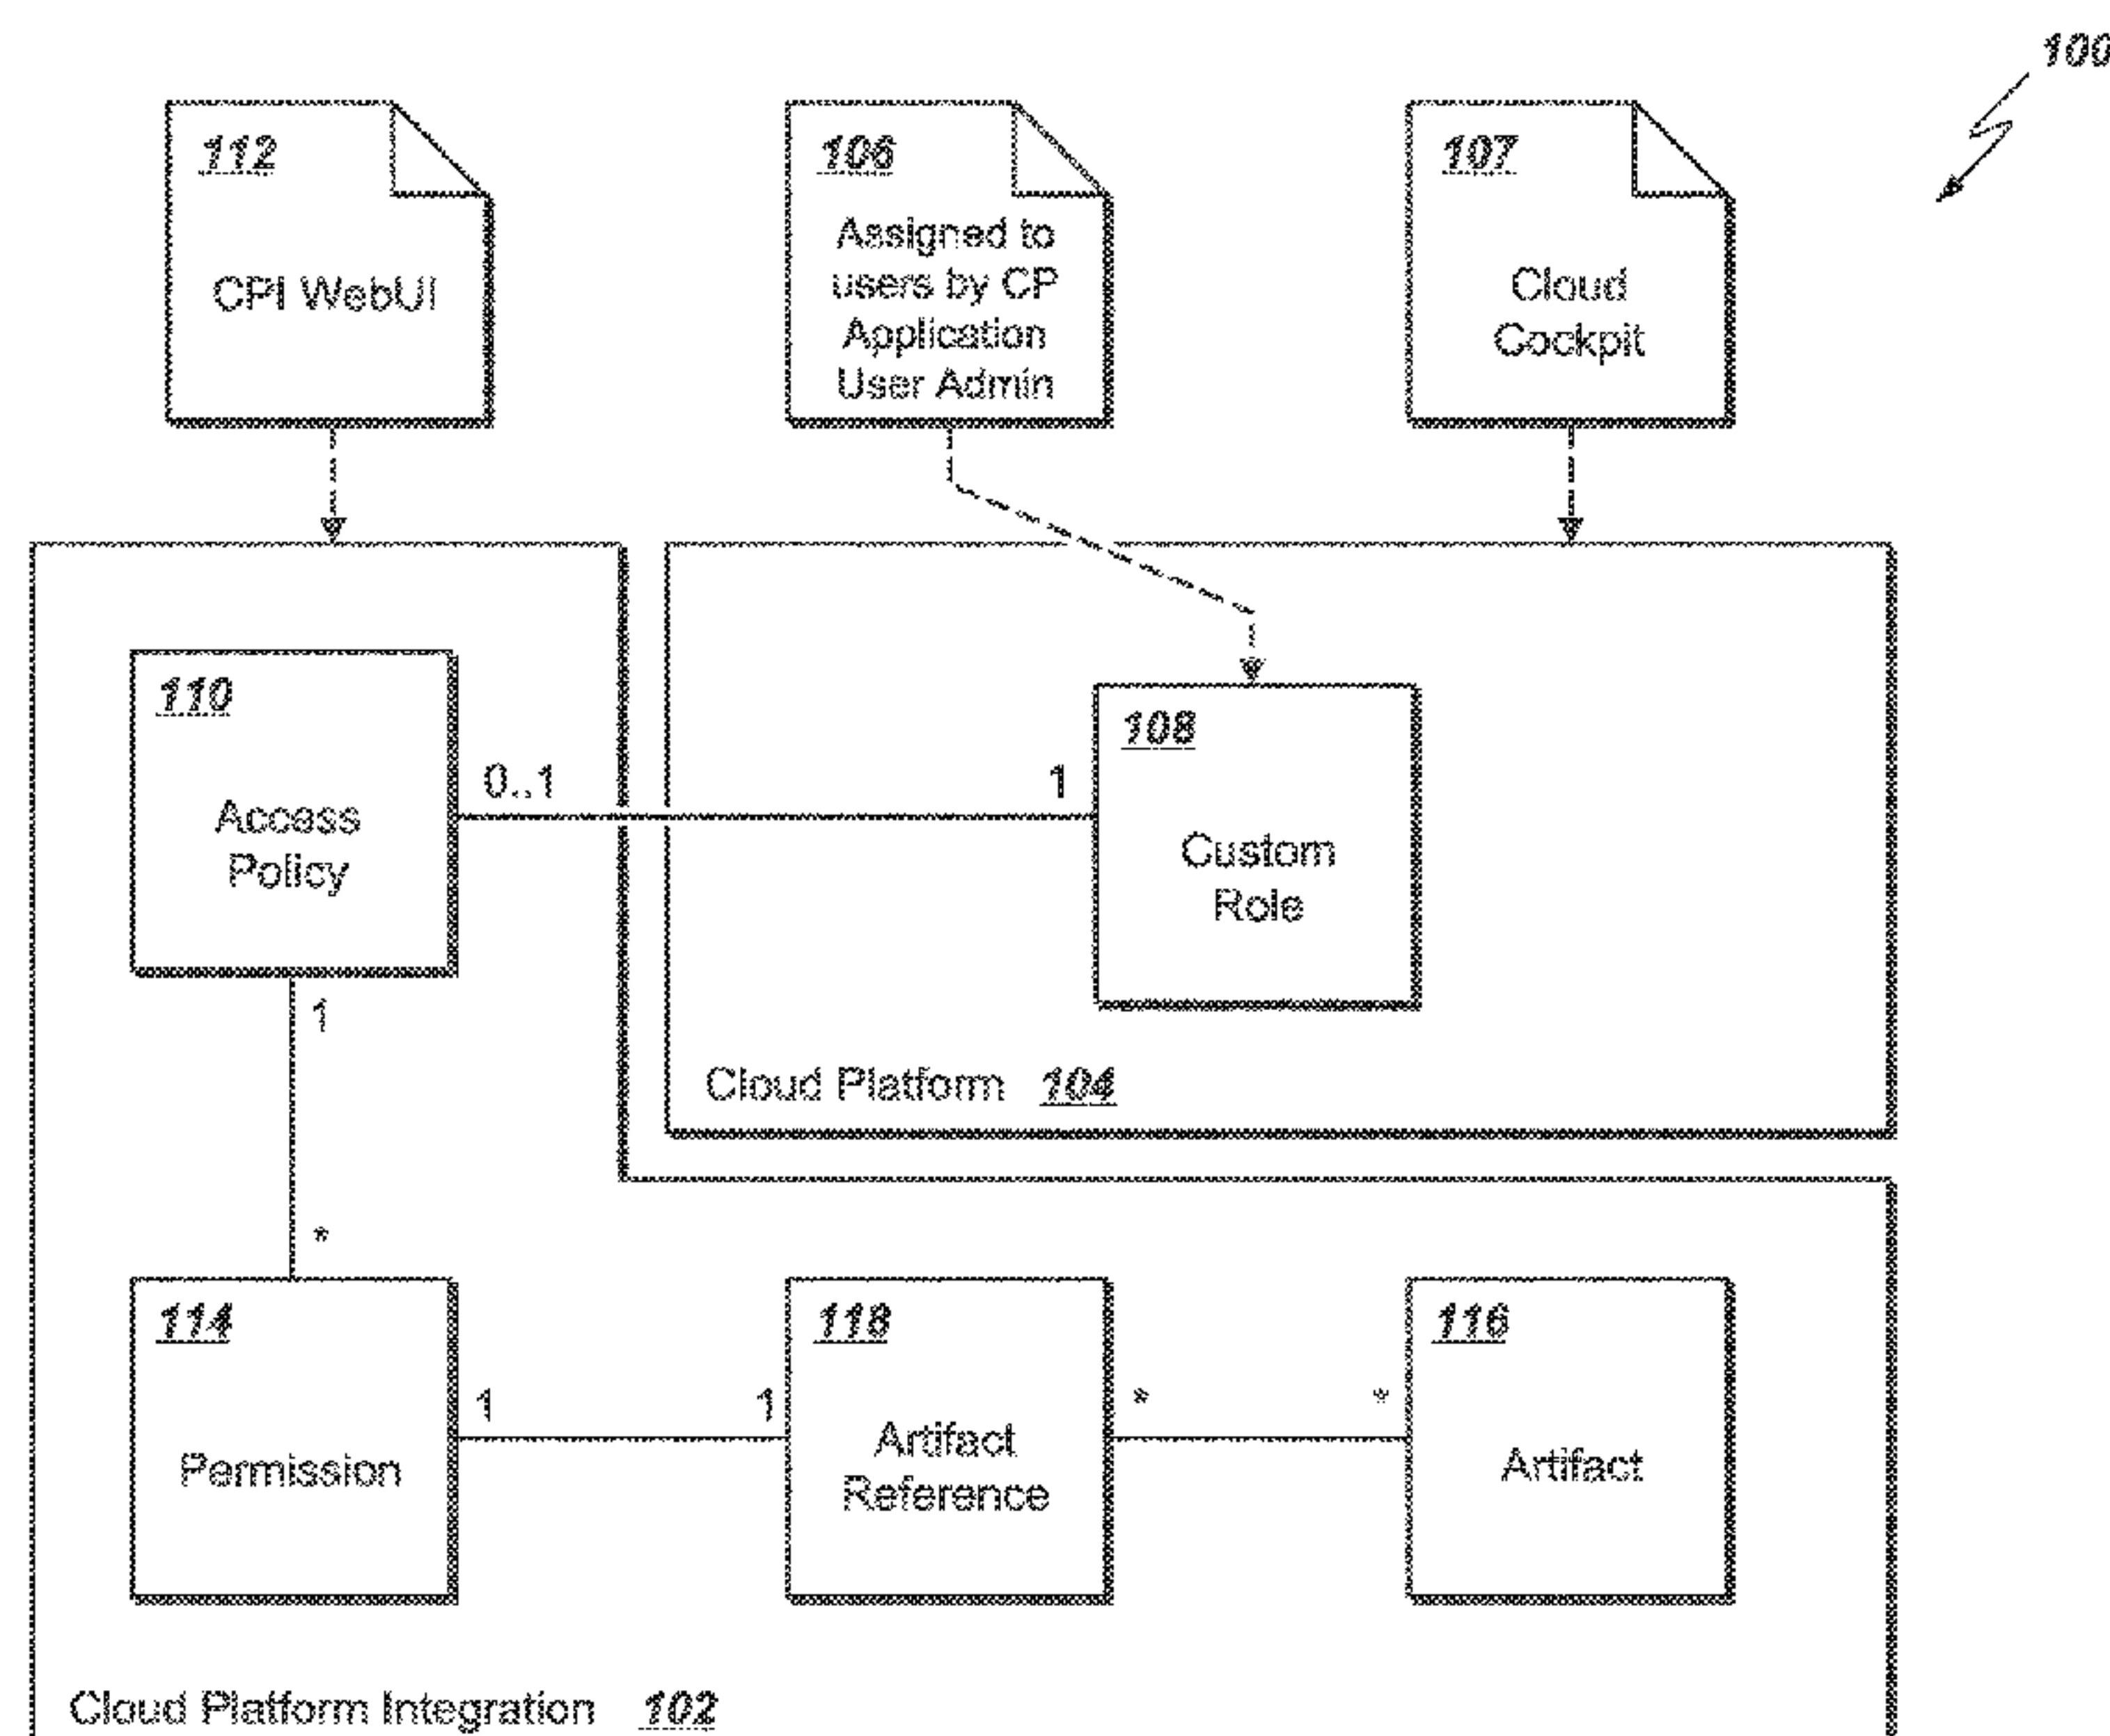 100
112
CPI WebUI
106
Assigned to
users by CP
Application
User Admin
107
Cloud
Cockpit
110
Access
Policy
0..1
1
108
Custom
Role
Cloud Platform 104
1
*
114
Permission
1
1
118
Artifact
Reference
*
*
116
Artifact
Cloud Platform Integration 102